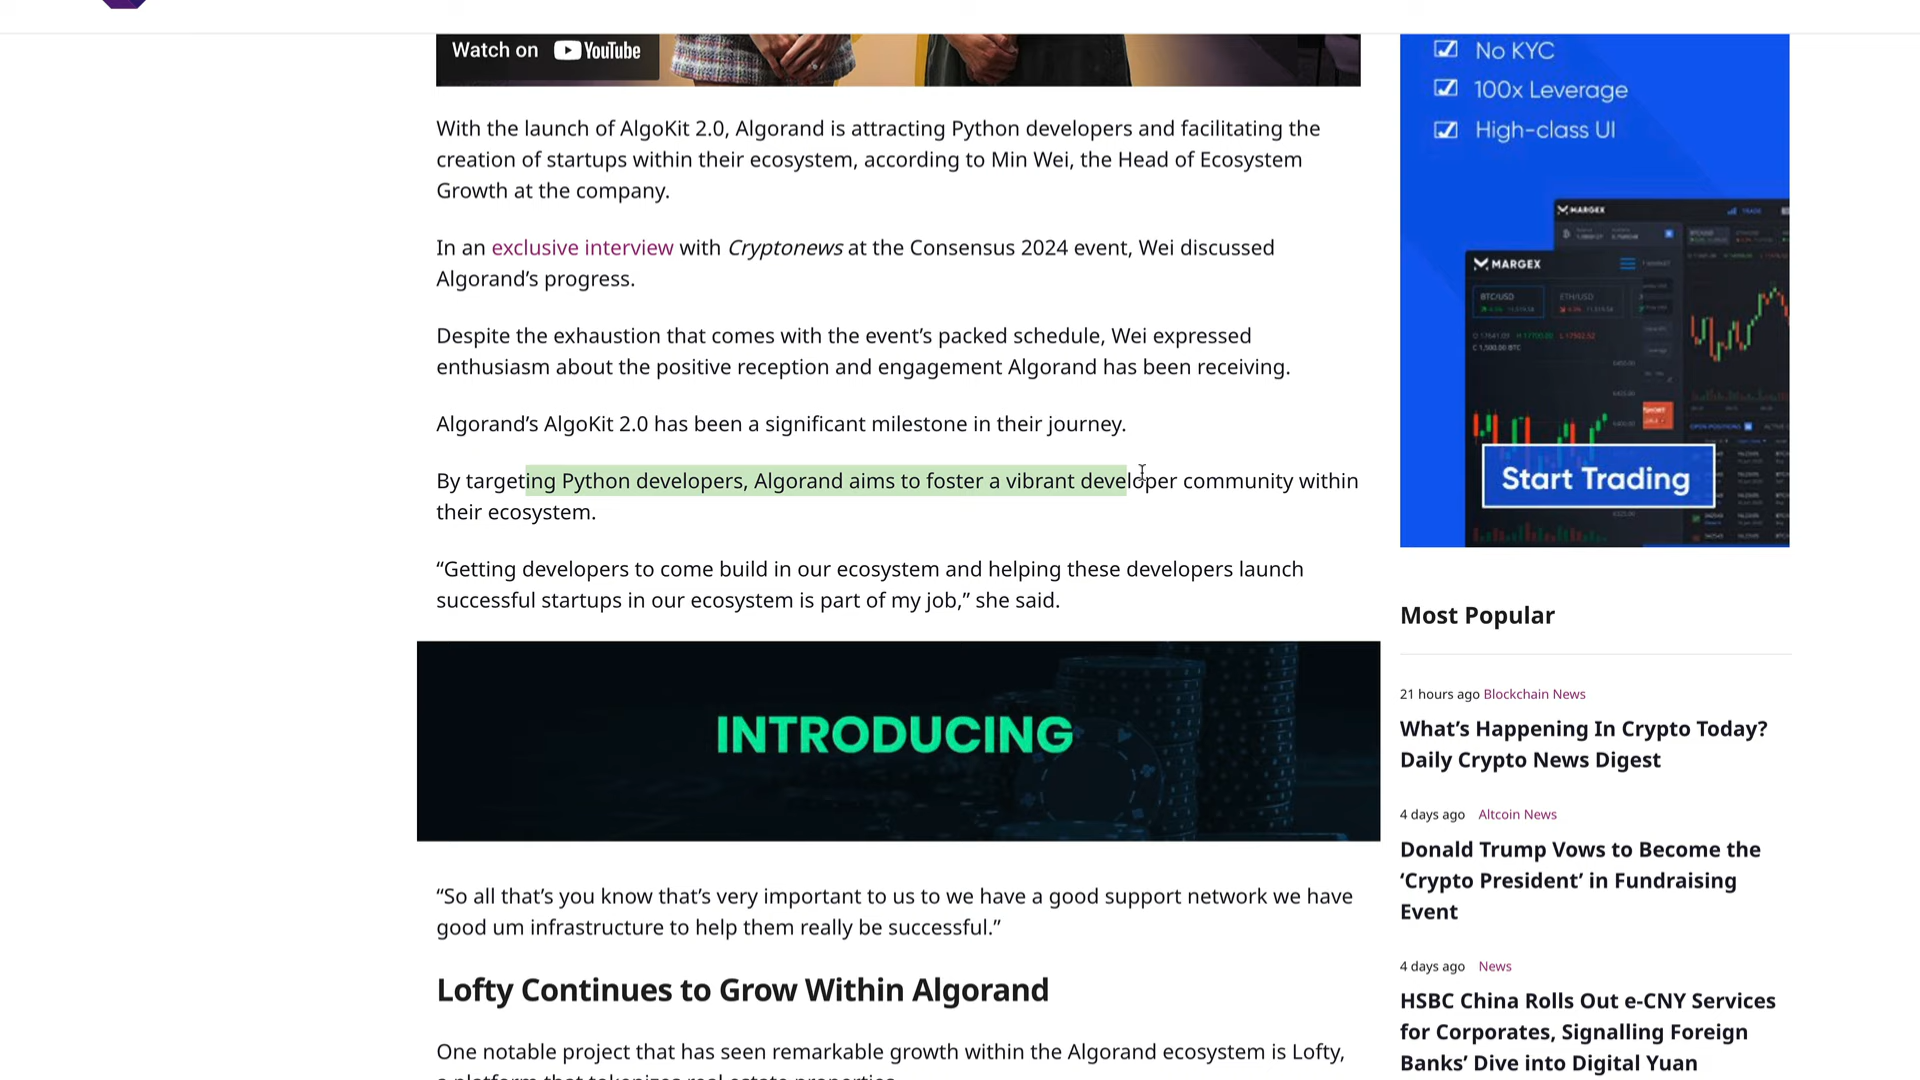 Watch on YouTube
With the launch of AlgoKit 2.0, Algorand is attracting Python developers and facilitating the
creation of startups within their ecosystem, according to Min Wei, the Head of Ecosystem
Growth at the company.
In an exclusive interview with Cryptonews at the Consensus 2024 event, Wei discussed
Algorand’s progress.
Despite the exhaustion that comes with the event’s packed schedule, Wei expressed
enthusiasm about the positive reception and engagement Algorand has been receiving.
Algorand’s AlgoKit 2.0 has been a significant milestone in their journey.
By targeting Python developers, Algorand aims to foster a vibrant developer community within
their ecosystem.
“Getting developers to come build in our ecosystem and helping these developers launch
successful startups in our ecosystem is part of my job,” she said.
INTRODUCING
“So all that’s you know that’s very important to us to we have a good support network we have
good um infrastructure to help them really be successful.”
Lofty Continues to Grow Within Algorand
One notable project that has seen remarkable growth within the Algorand ecosystem is Lofty,
No KYC
100x Leverage
High-class UI
MARGEX
TRADE
MARGEX
BTC/USD
ETH/USD
Start Trading
Most Popular
21 hours ago Blockchain News
What’s Happening In Crypto Today?
Daily Crypto News Digest
4 days ago Altcoin News
Donald Trump Vows to Become the
‘Crypto President’ in Fundraising
Event
4 days ago News
HSBC China Rolls Out e-CNY Services
for Corporates, Signalling Foreign
Banks’ Dive into Digital Yuan